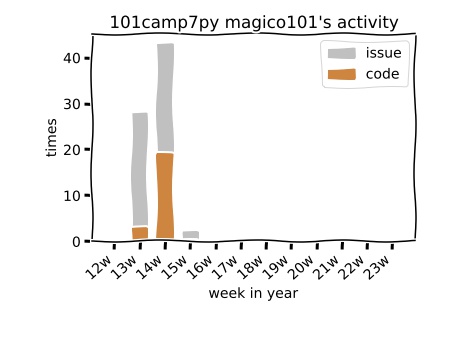 101camp7py magico101's activity
issue
code
times
40
30
20
10
0
12w 13w 14w 15w 16w 17w 18w 19w 20w 21w 22w 23w
week in year